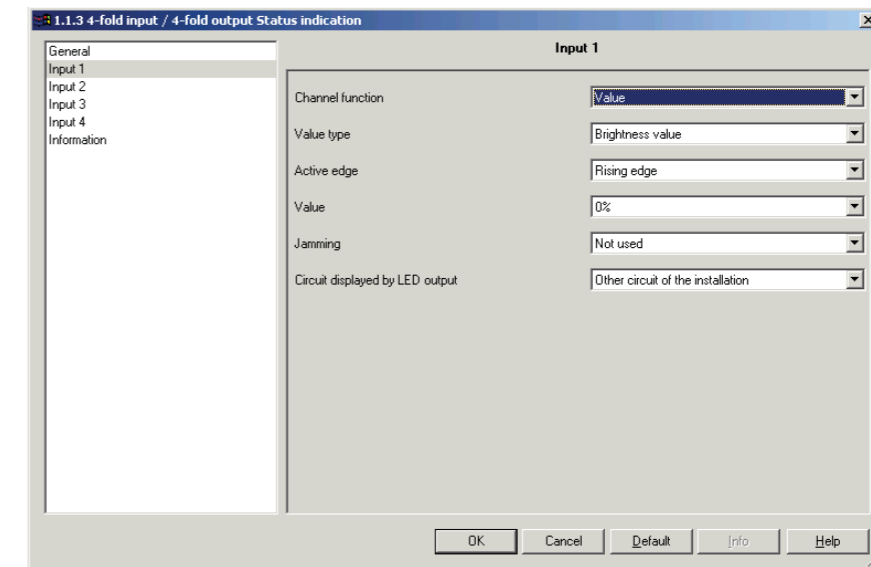 1.1.3 4-fold input / 4-fold output Status indication
General
Input 1
Input 2
Input 3
Input 4
Information
Input 1
Channel function Value
Value type Brightness value
Active edge Rising edge
Value 0%
Jamming Not used
Circuit displayed by LED output Other circuit of the installation
OK Cancel Default Info Help